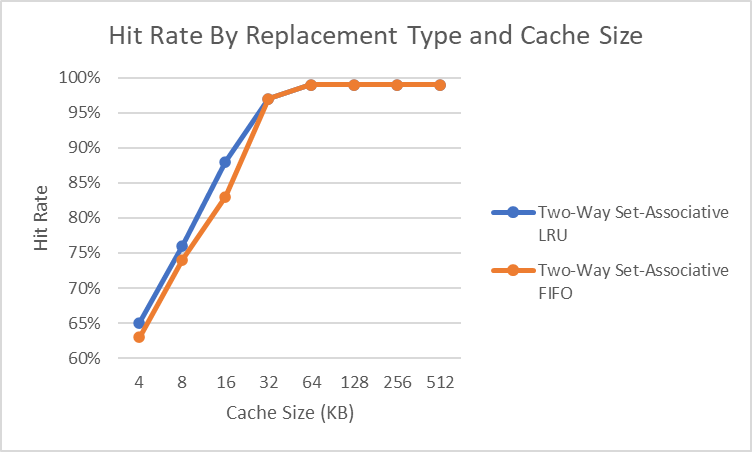 Hit Rate By Replacement Type and Cache Size
100%
95%
90%
85%
80%
75%
70%
65%
60%
Hit Rate
4 8 16 32 64 128 256 512
Cache Size (KB)
Two-Way Set-Associative
LRU
Two-Way Set-Associative
FIFO